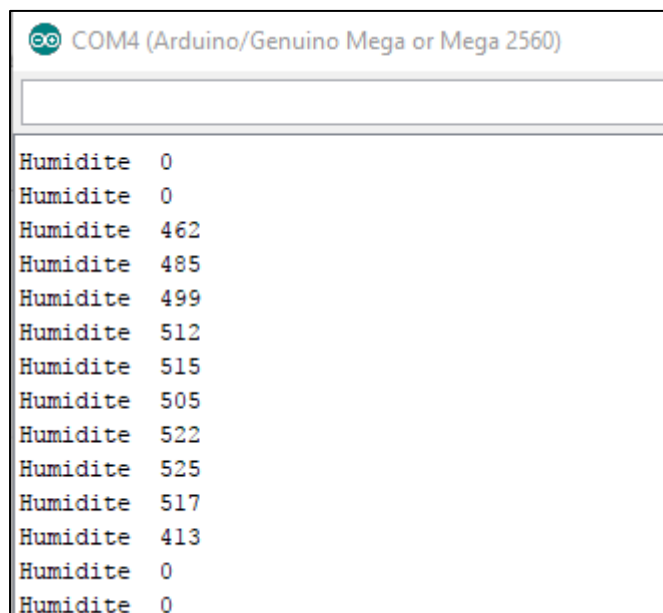 COM4 (Arduino/Genuino Mega or Mega 2560)
Humidite 0
Humidite 0
Humidite 462
Humidite 485
Humidite 499
Humidite 512
Humidite 515
Humidite 505
Humidite 522
Humidite 525
Humidite 517
Humidite 413
Humidite 0
Humidite 0